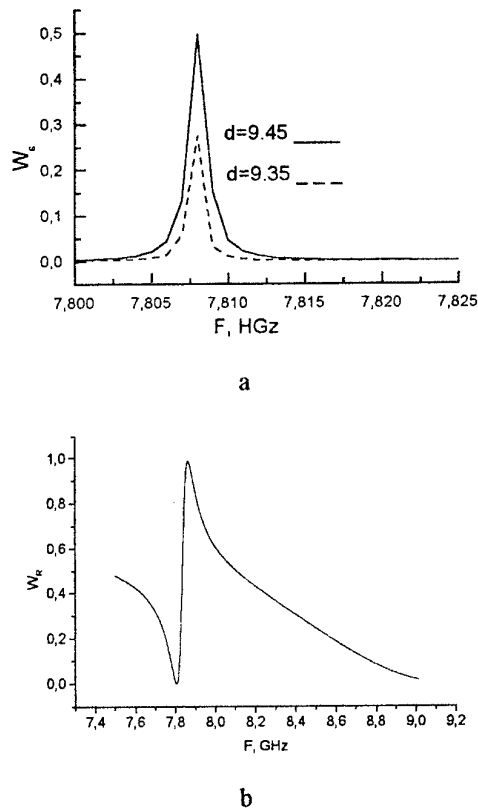 0,5
0,4
0,3
0,2
0,1
0,0
Wε
d=9.45
d=9.35
7,800 7,805 7,810 7,815 7,820 7,825
F, HGz
a
1,0
0,8
0,6
0,4
0,2
0,0
W_R
7,4 7,6 7,8 8,0 8,2 8,4 8,6 8,8 9,0 9,2
F, GHz
b